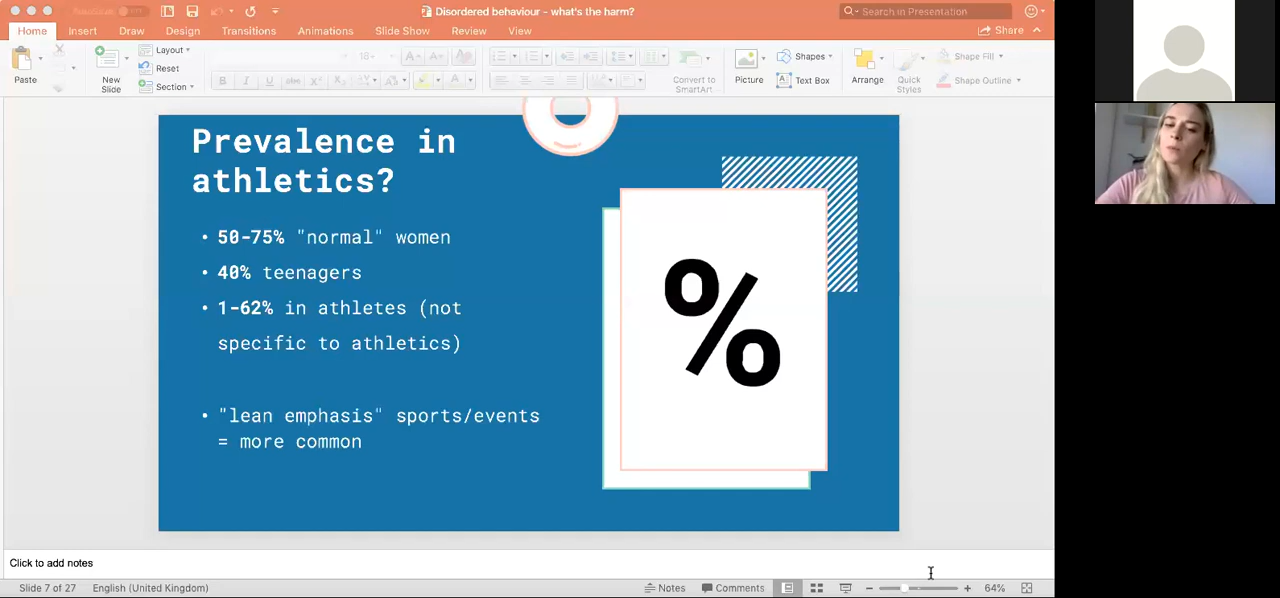 Disordered behaviour - what's the harm?
Search in Presentation
Home Insert Draw Design Transitions Animations Slide Show Review View Share
Paste
New
Slide
Layout
Reset
Section
18
B I U abc X² X₂
Convert to
SmartArt
Picture
Shapes
Text Box
Arrange
Quick
Styles
Shape Fill
Shape Outline
Prevalence in
athletics?
• 50-75% "normal" women
• 40% teenagers
• 1-62% in athletes (not
specific to athletics)
• "lean emphasis" sports/events
= more common
%
Click to add notes
Slide 7 of 27 English (United Kingdom) Notes Comments 64%